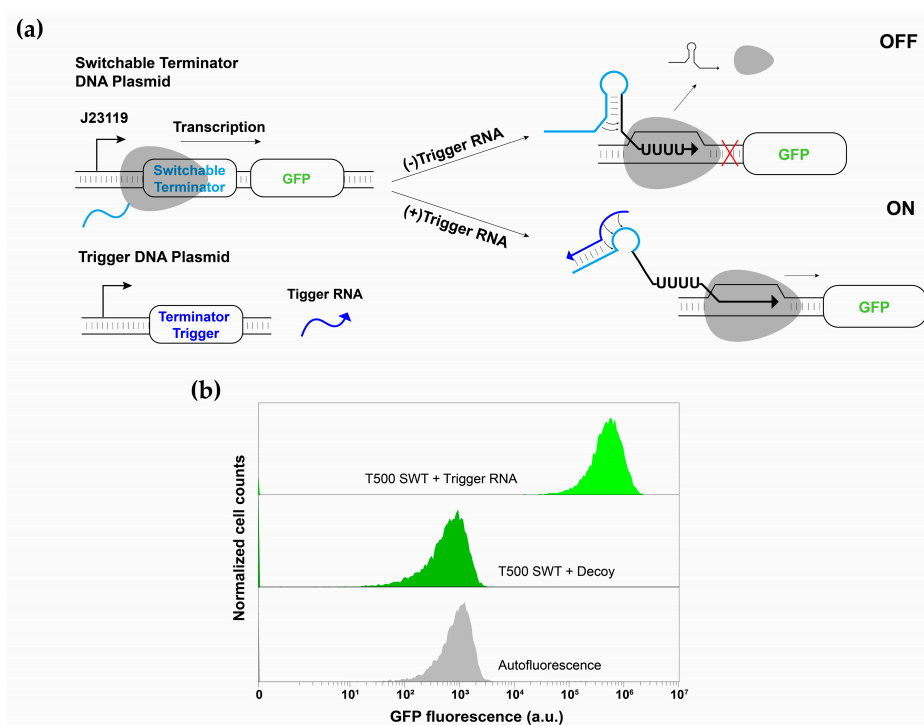 (a)
Switchable Terminator
DNA Plasmid
J23119
Transcription
Switchable
Terminator
GFP
Trigger DNA Plasmid
Terminator
Trigger
Tigger RNA
(-)Trigger RNA
(+)Trigger RNA
OFF
UUUU
GFP
ON
UUUU
GFP
(b)
Normalized cell counts
T500 SWT + Trigger RNA
T500 SWT + Decoy
Autofluorescence
0 10¹ 10² 10³ 10⁴ 10⁵ 10⁶ 10⁷
GFP fluorescence (a.u.)